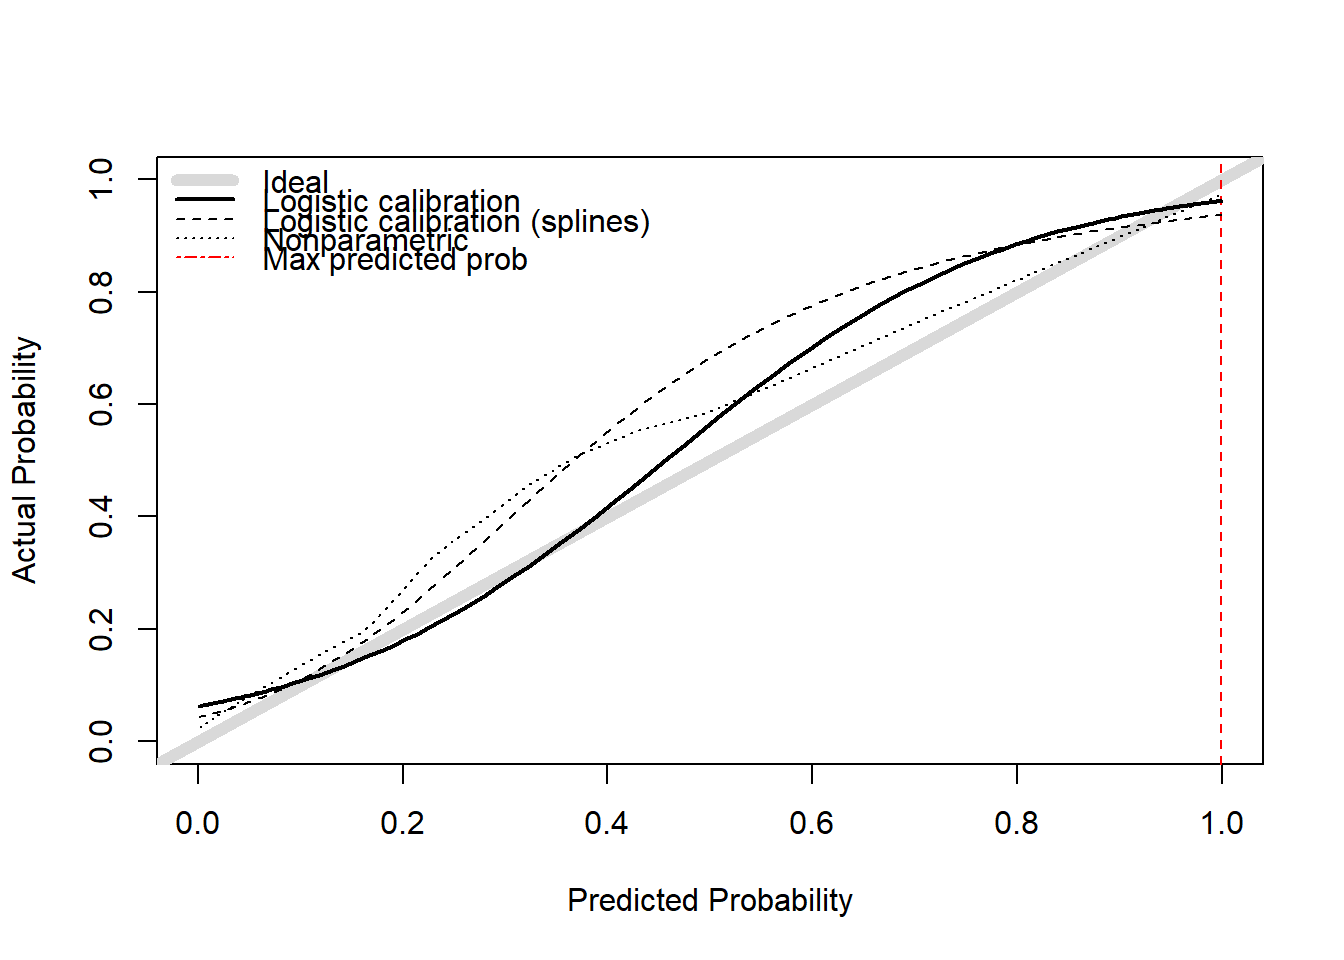 Ideal
Logistic calibration
Logistic calibration (splines)
Nonparametric
Max predicted prob
Actual Probability
1.0
0.8
0.6
0.4
0.2
0.0
0.0 0.2 0.4 0.6 0.8 1.0
Predicted Probability